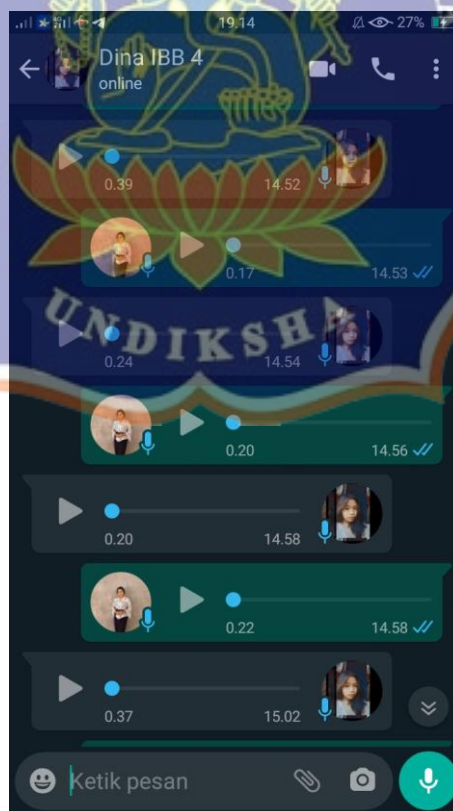 19.14 27%
Dina IBB 4
online
0.39 14.52
0.17 14.53
UNDIKSHA
0.24 14.54
0.20 14.56
0.20 14.58
0.22 14.58
0.37 15.02
Ketik pesan